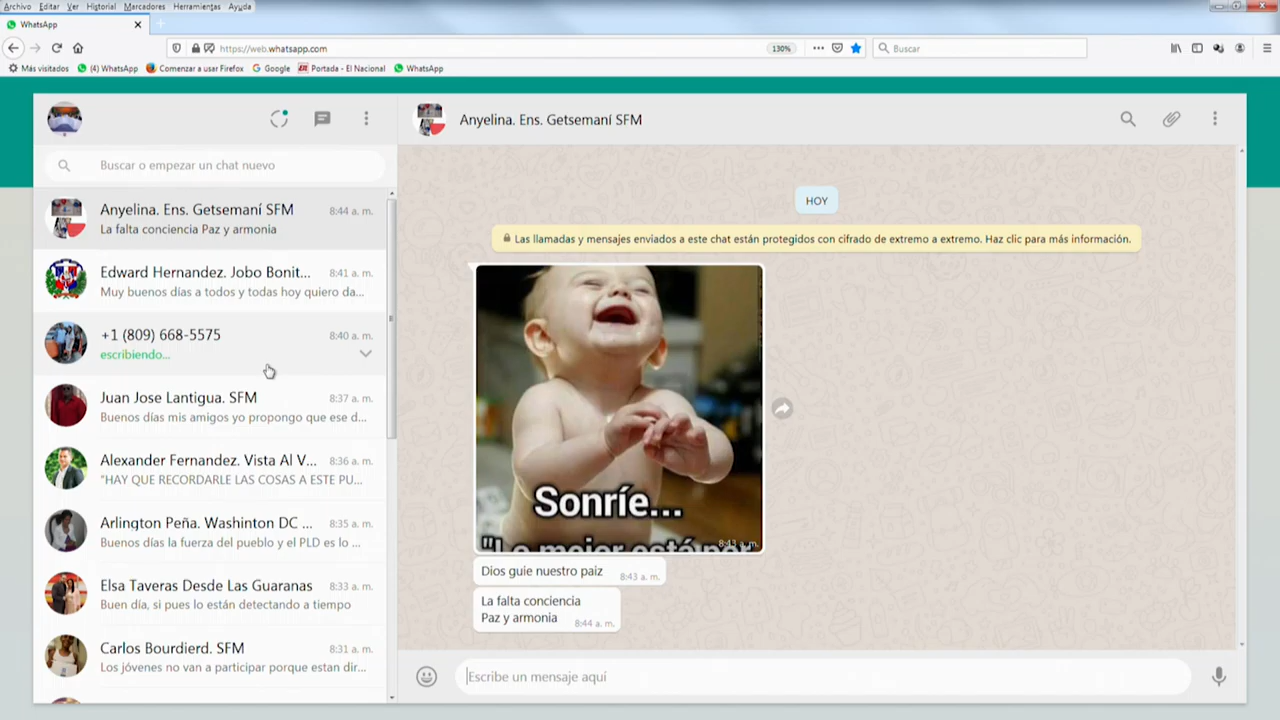 Archivo Editar Ver Historial Marcadores Herramientas Ayuda
WhatsApp
https://web.whatsapp.com
130%
Buscar
Más visitados
(4) WhatsApp
Comenzar a usar Firefox
Google
Portada - El Nacional
WhatsApp
Buscar o empezar un chat nuevo
Anyelina. Ens. Getsemaní SFM 8:44 a. m.
La falta conciencia Paz y armonia
Edward Hernandez. Jobo Bonit... 8:41 a. m.
Muy buenos días a todos y todas hoy quiero da...
+1 (809) 668-5575 8:40 a. m.
escribiendo...
Juan Jose Lantigua. SFM 8:37 a. m.
Buenos días mis amigos yo propongo que ese d...
Alexander Fernandez. Vista Al V... 8:36 a. m.
"HAY QUE RECORDARLE LAS COSAS A ESTE PU...
Arlington Peña. Washinton DC ... 8:35 a. m.
Buenos días la fuerza del pueblo y el PLD es lo ...
Elsa Taveras Desde Las Guaranas 8:33 a. m.
Buen día, si pues lo están detectando a tiempo
Carlos Bourdierd. SFM 8:31 a. m.
Los jóvenes no van a participar porque estan dir...
Anyelina. Ens. Getsemaní SFM
HOY
Las llamadas y mensajes enviados a este chat están protegidos con cifrado de extremo a extremo. Haz clic para más información.
Sonríe...
"Lo mejor está por
8:43 a. m.
Dios guie nuestro paiz 8:43 a. m.
La falta conciencia
Paz y armonia 8:44 a. m.
Escribe un mensaje aquí